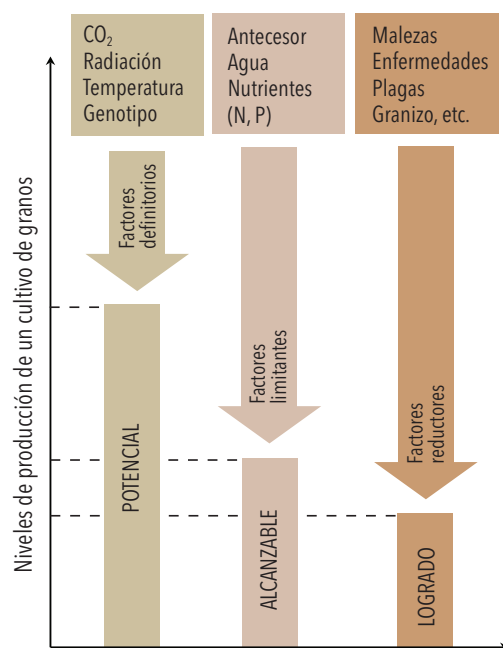 CO₂
Radiación
Temperatura
Genotipo
Antecesor
Agua
Nutrientes
(N, P)
Malezas
Enfermedades
Plagas
Granizo, etc.
Niveles de producción de un cultivo de granos
Factores
definitorios
Factores
limitantes
Factores
reductores
POTENCIAL
ALCANZABLE
LOGRADO